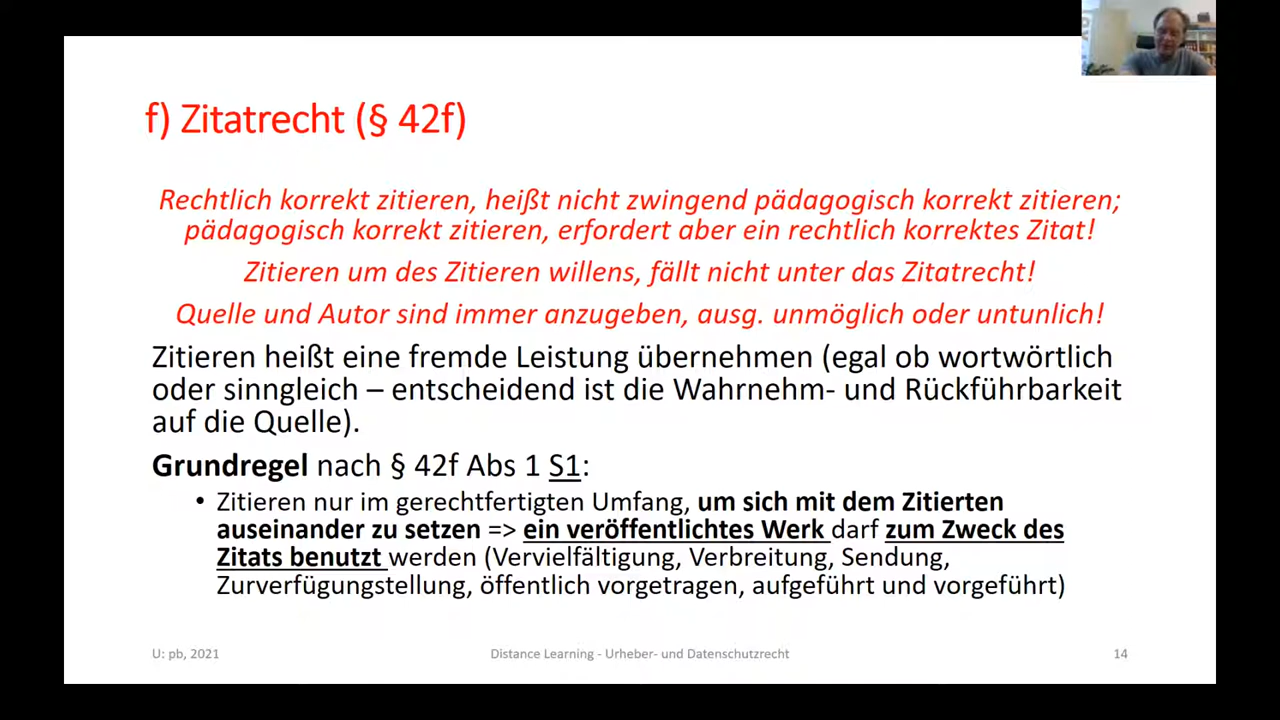 f) Zitatrecht (§ 42f)
Rechtlich korrekt zitieren, heißt nicht zwingend pädagogisch korrekt zitieren;
pädagogisch korrekt zitieren, erfordert aber ein rechtlich korrektes Zitat!
Zitieren um des Zitieren willens, fällt nicht unter das Zitatrecht!
Quelle und Autor sind immer anzugeben, ausg. unmöglich oder untunlich!
Zitieren heißt eine fremde Leistung übernehmen (egal ob wortwörtlich
oder sinngleich – entscheidend ist die Wahrnehm- und Rückführbarkeit
auf die Quelle).
Grundregel nach § 42f Abs 1 S1:
• Zitieren nur im gerechtfertigten Umfang, um sich mit dem Zitierten
auseinander zu setzen => ein veröffentlichtes Werk darf zum Zweck des
Zitats benutzt werden (Vervielfältigung, Verbreitung, Sendung,
Zurverfügungstellung, öffentlich vorgetragen, aufgeführt und vorgeführt)
U: pb, 2021
Distance Learning - Urheber- und Datenschutzrecht
14